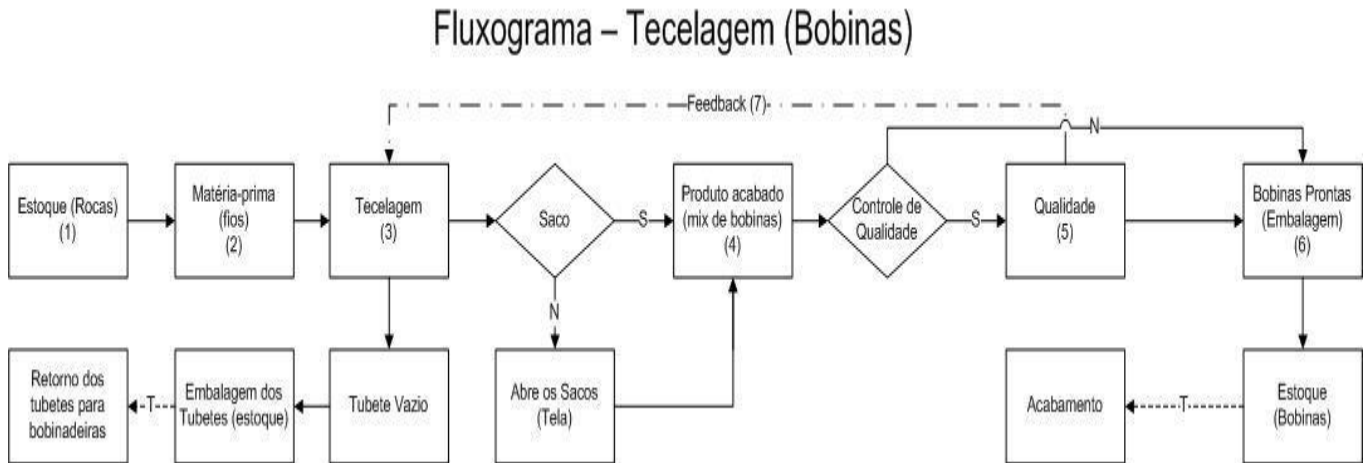 Fluxograma – Tecelagem (Bobinas)
Feedback (7)
N
Estoque (Rocas)
(1)
Matéria-prima
(fios)
(2)
Tecelagem
(3)
Saco
S
Produto acabado
(mix de bobinas)
(4)
Controle de
Qualidade
S
Qualidade
(5)
Bobinas Prontas
(Embalagem)
(6)
N
Retorno dos
tubetes para
bobinadeiras
T
Embalagem dos
Tubetes (estoque)
Tubete Vazio
Abre os Sacos
(Tela)
Acabamento
T
Estoque
(Bobinas)